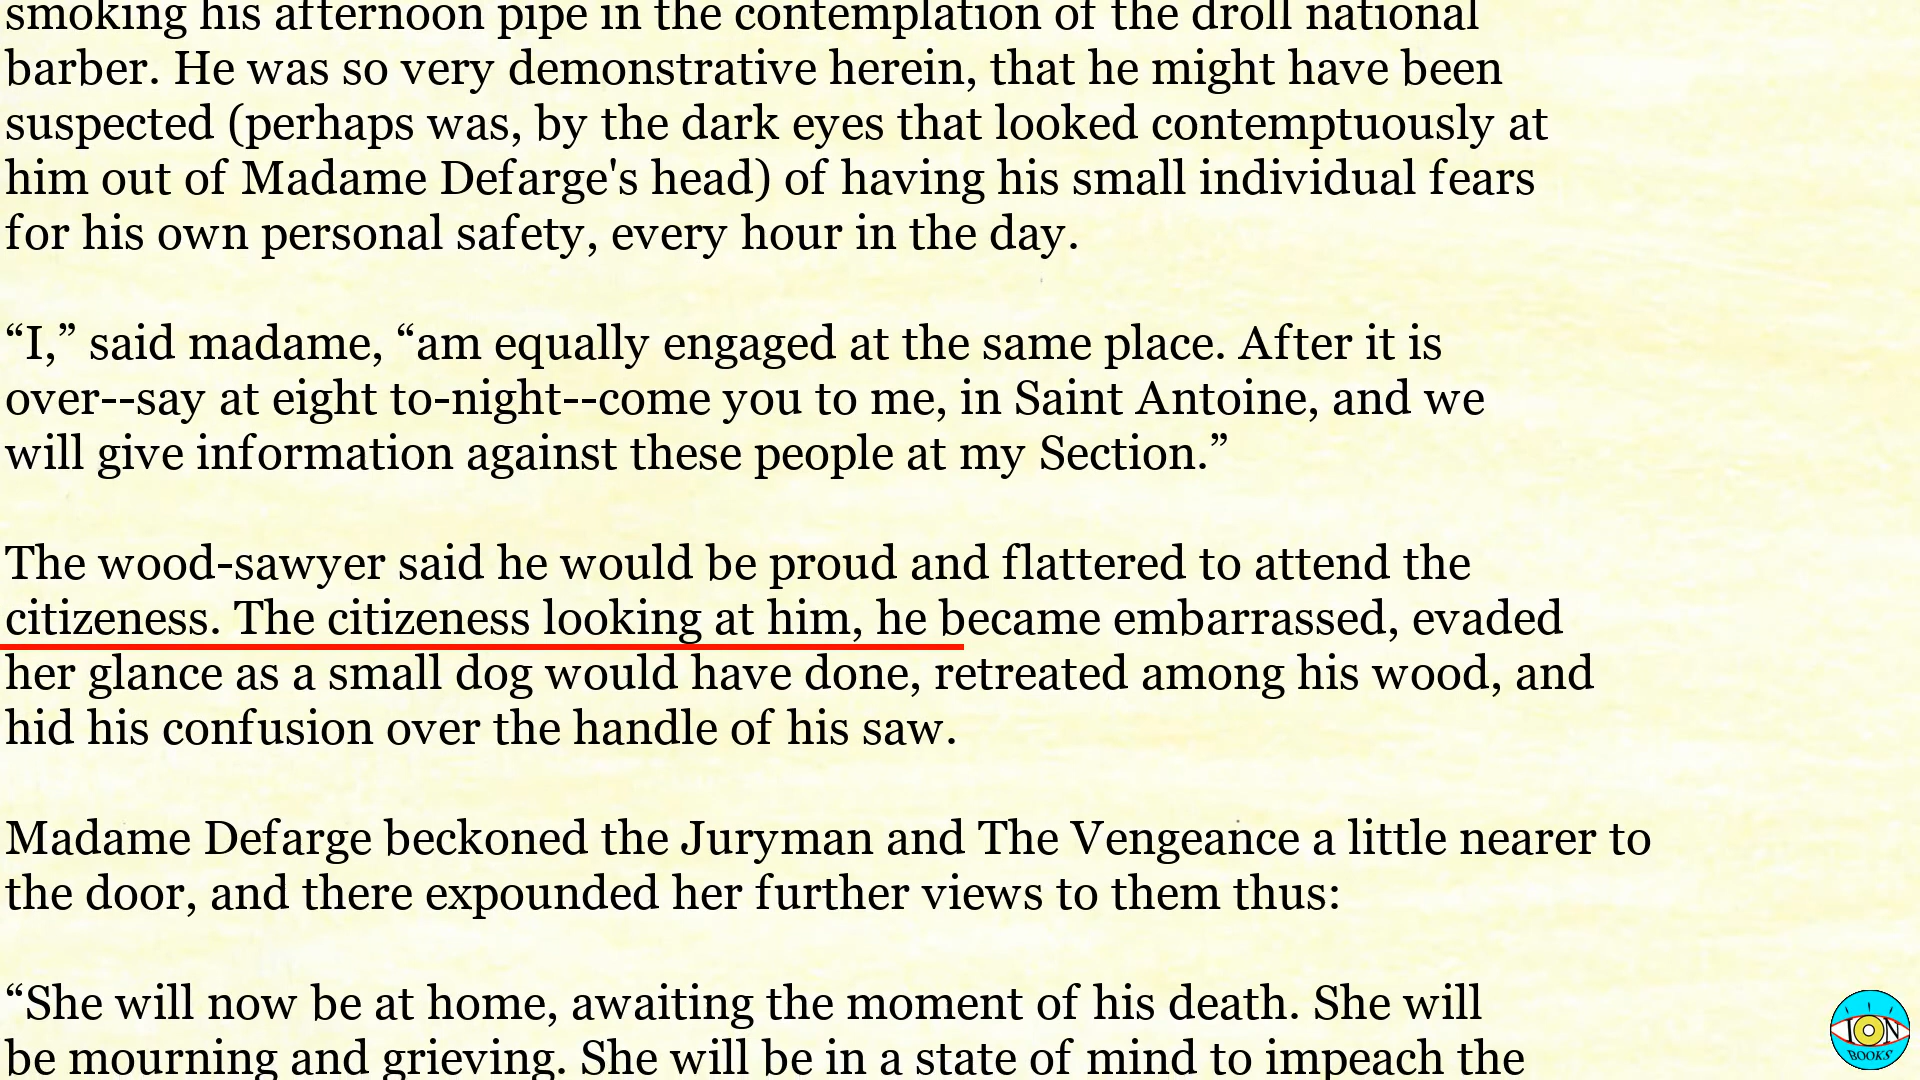 smoking his afternoon pipe in the contemplation of the droll national
barber. He was so very demonstrative herein, that he might have been
suspected (perhaps was, by the dark eyes that looked contemptuously at
him out of Madame Defarge's head) of having his small individual fears
for his own personal safety, every hour in the day.
“I,” said madame, “am equally engaged at the same place. After it is
over--say at eight to-night--come you to me, in Saint Antoine, and we
will give information against these people at my Section.”
The wood-sawyer said he would be proud and flattered to attend the
citizeness. The citizeness looking at him, he became embarrassed, evaded
her glance as a small dog would have done, retreated among his wood, and
hid his confusion over the handle of his saw.
Madame Defarge beckoned the Juryman and The Vengeance a little nearer to
the door, and there expounded her further views to them thus:
“She will now be at home, awaiting the moment of his death. She will
be mourning and grieving. She will be in a state of mind to impeach the
ION
BOOKS